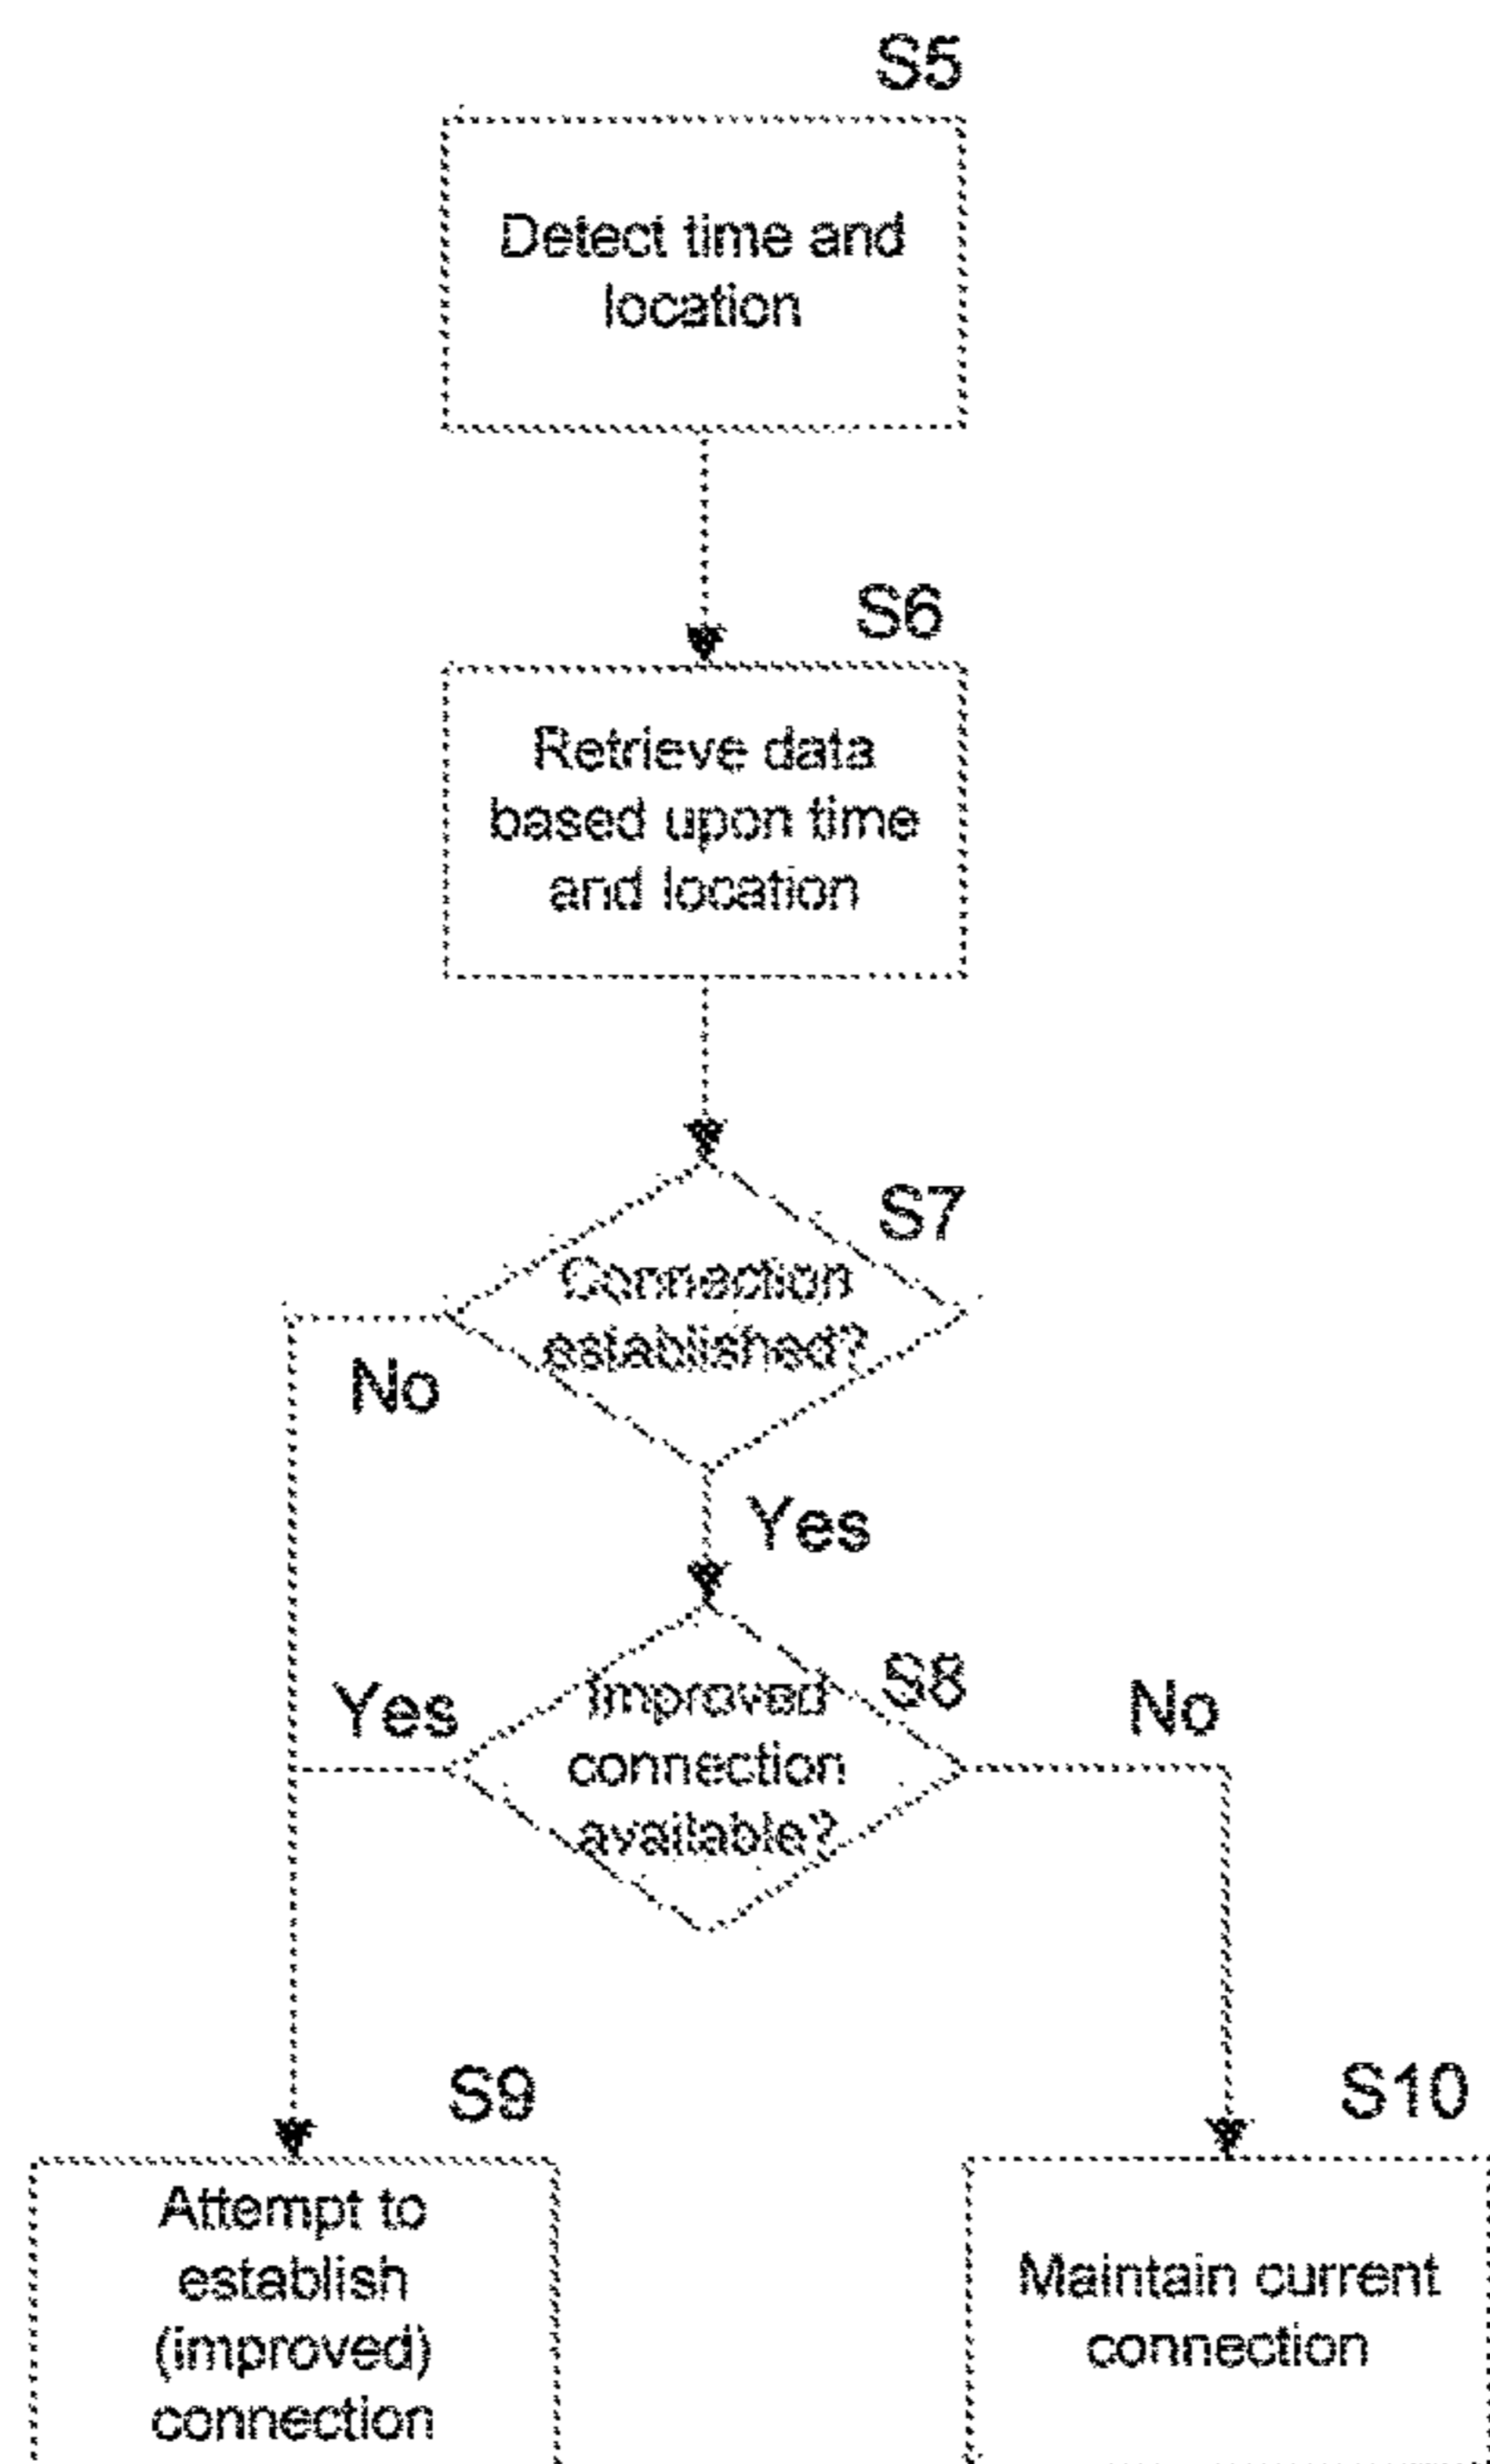 S5
Detect time and
location
S6
Retrieve data
based upon time
and location
S7
Connection
established?
No
Yes
S8
Improved
connection
available?
Yes
No
S9
Attempt to
establish
(improved)
connection
S10
Maintain current
connection